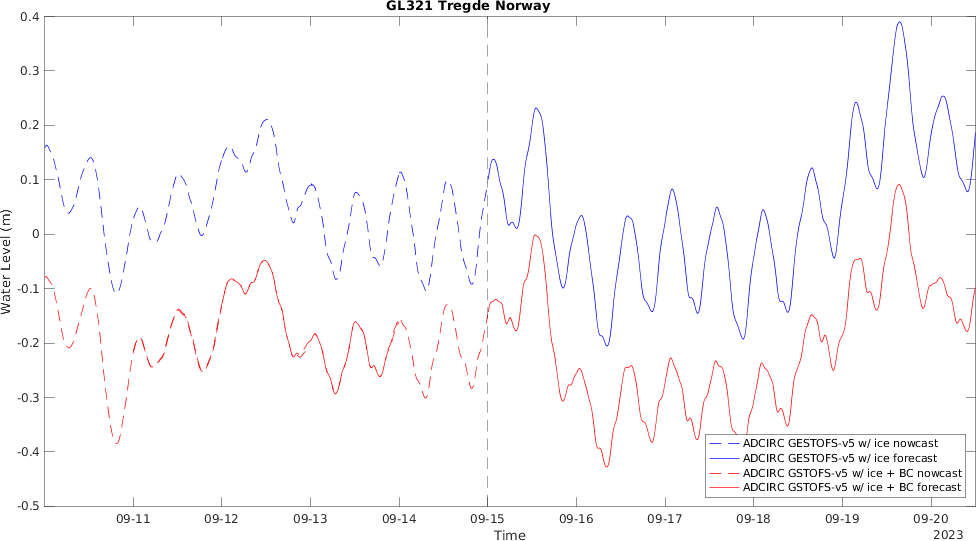 GL321 Tregde Norway
0.4
0.3
0.2
0.1
0
-0.1
-0.2
-0.3
-0.4
-0.5
Water Level (m)
ADCIRC GESTOFS-v5 w/ ice nowcast
ADCIRC GESTOFS-v5 w/ ice forecast
ADCIRC GSTOFS-v5 w/ ice + BC nowcast
ADCIRC GSTOFS-v5 w/ ice + BC forecast
09-11 09-12 09-13 09-14 09-15 09-16 09-17 09-18 09-19 09-20
Time
2023